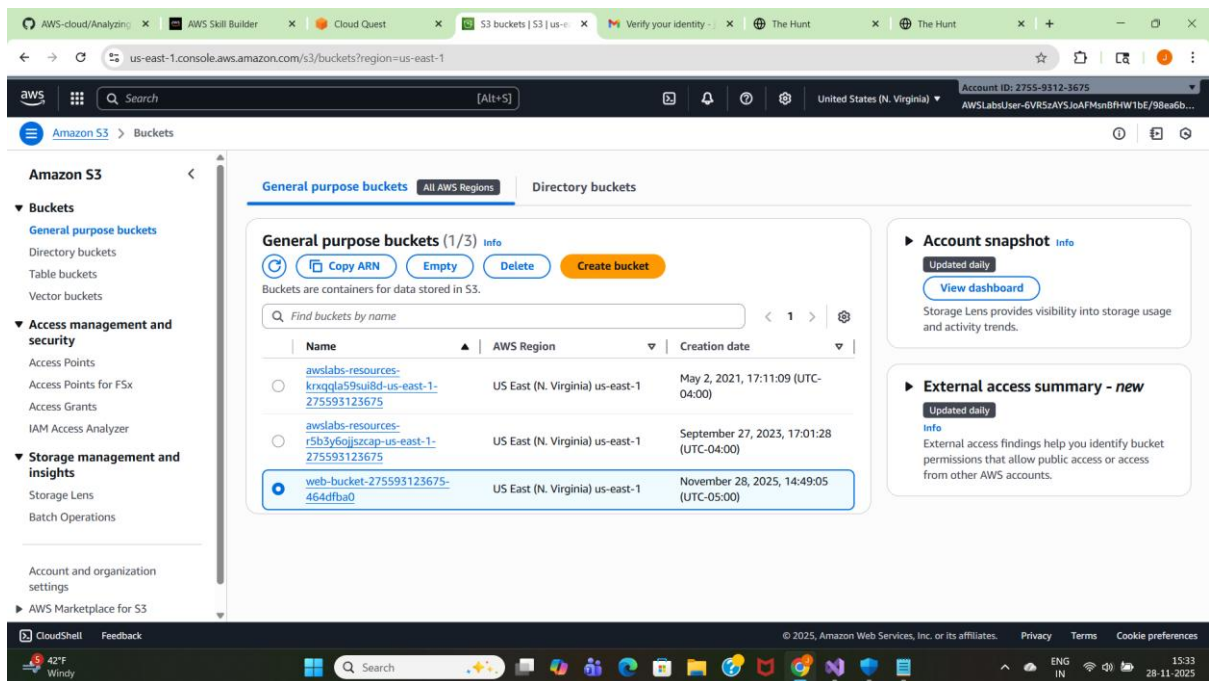 AWS-cloud/Analyzing
AWS Skill Builder
Cloud Quest
S3 buckets | S3 | us-e
Verify your identity -
The Hunt
The Hunt
us-east-1.console.aws.amazon.com/s3/buckets?region=us-east-1
aws
Search
[Alt+S]
United States (N. Virginia)
Account ID: 2755-9312-3675
AWSLabsUser-6VR5zAYSJoAFMsnBfHW1bE/98ea6b...
Amazon S3 > Buckets
Amazon S3
Buckets
General purpose buckets
Directory buckets
Table buckets
Vector buckets
Access management and
security
Access Points
Access Points for FSx
Access Grants
IAM Access Analyzer
Storage management and
insights
Storage Lens
Batch Operations
Account and organization
settings
AWS Marketplace for S3
General purpose buckets All AWS Regions
Directory buckets
General purpose buckets (1/3) Info
Copy ARN
Empty
Delete
Create bucket
Buckets are containers for data stored in S3.
Find buckets by name
1
Name
AWS Region
Creation date
awslabs-resources-
krxqqla59sui8d-us-east-1-
275593123675
US East (N. Virginia) us-east-1
May 2, 2021, 17:11:09 (UTC-
04:00)
awslabs-resources-
r5b3y6ojjszcap-us-east-1-
275593123675
US East (N. Virginia) us-east-1
September 27, 2023, 17:01:28
(UTC-04:00)
web-bucket-275593123675-
464dfba0
US East (N. Virginia) us-east-1
November 28, 2025, 14:49:05
(UTC-05:00)
Account snapshot Info
Updated daily
View dashboard
Storage Lens provides visibility into storage usage
and activity trends.
External access summary - new
Updated daily
Info
External access findings help you identify bucket
permissions that allow public access or access
from other AWS accounts.
CloudShell
Feedback
© 2025, Amazon Web Services, Inc. or its affiliates.
Privacy
Terms
Cookie preferences
5
42°F
Windy
Search
ENG
IN
15:33
28-11-2025